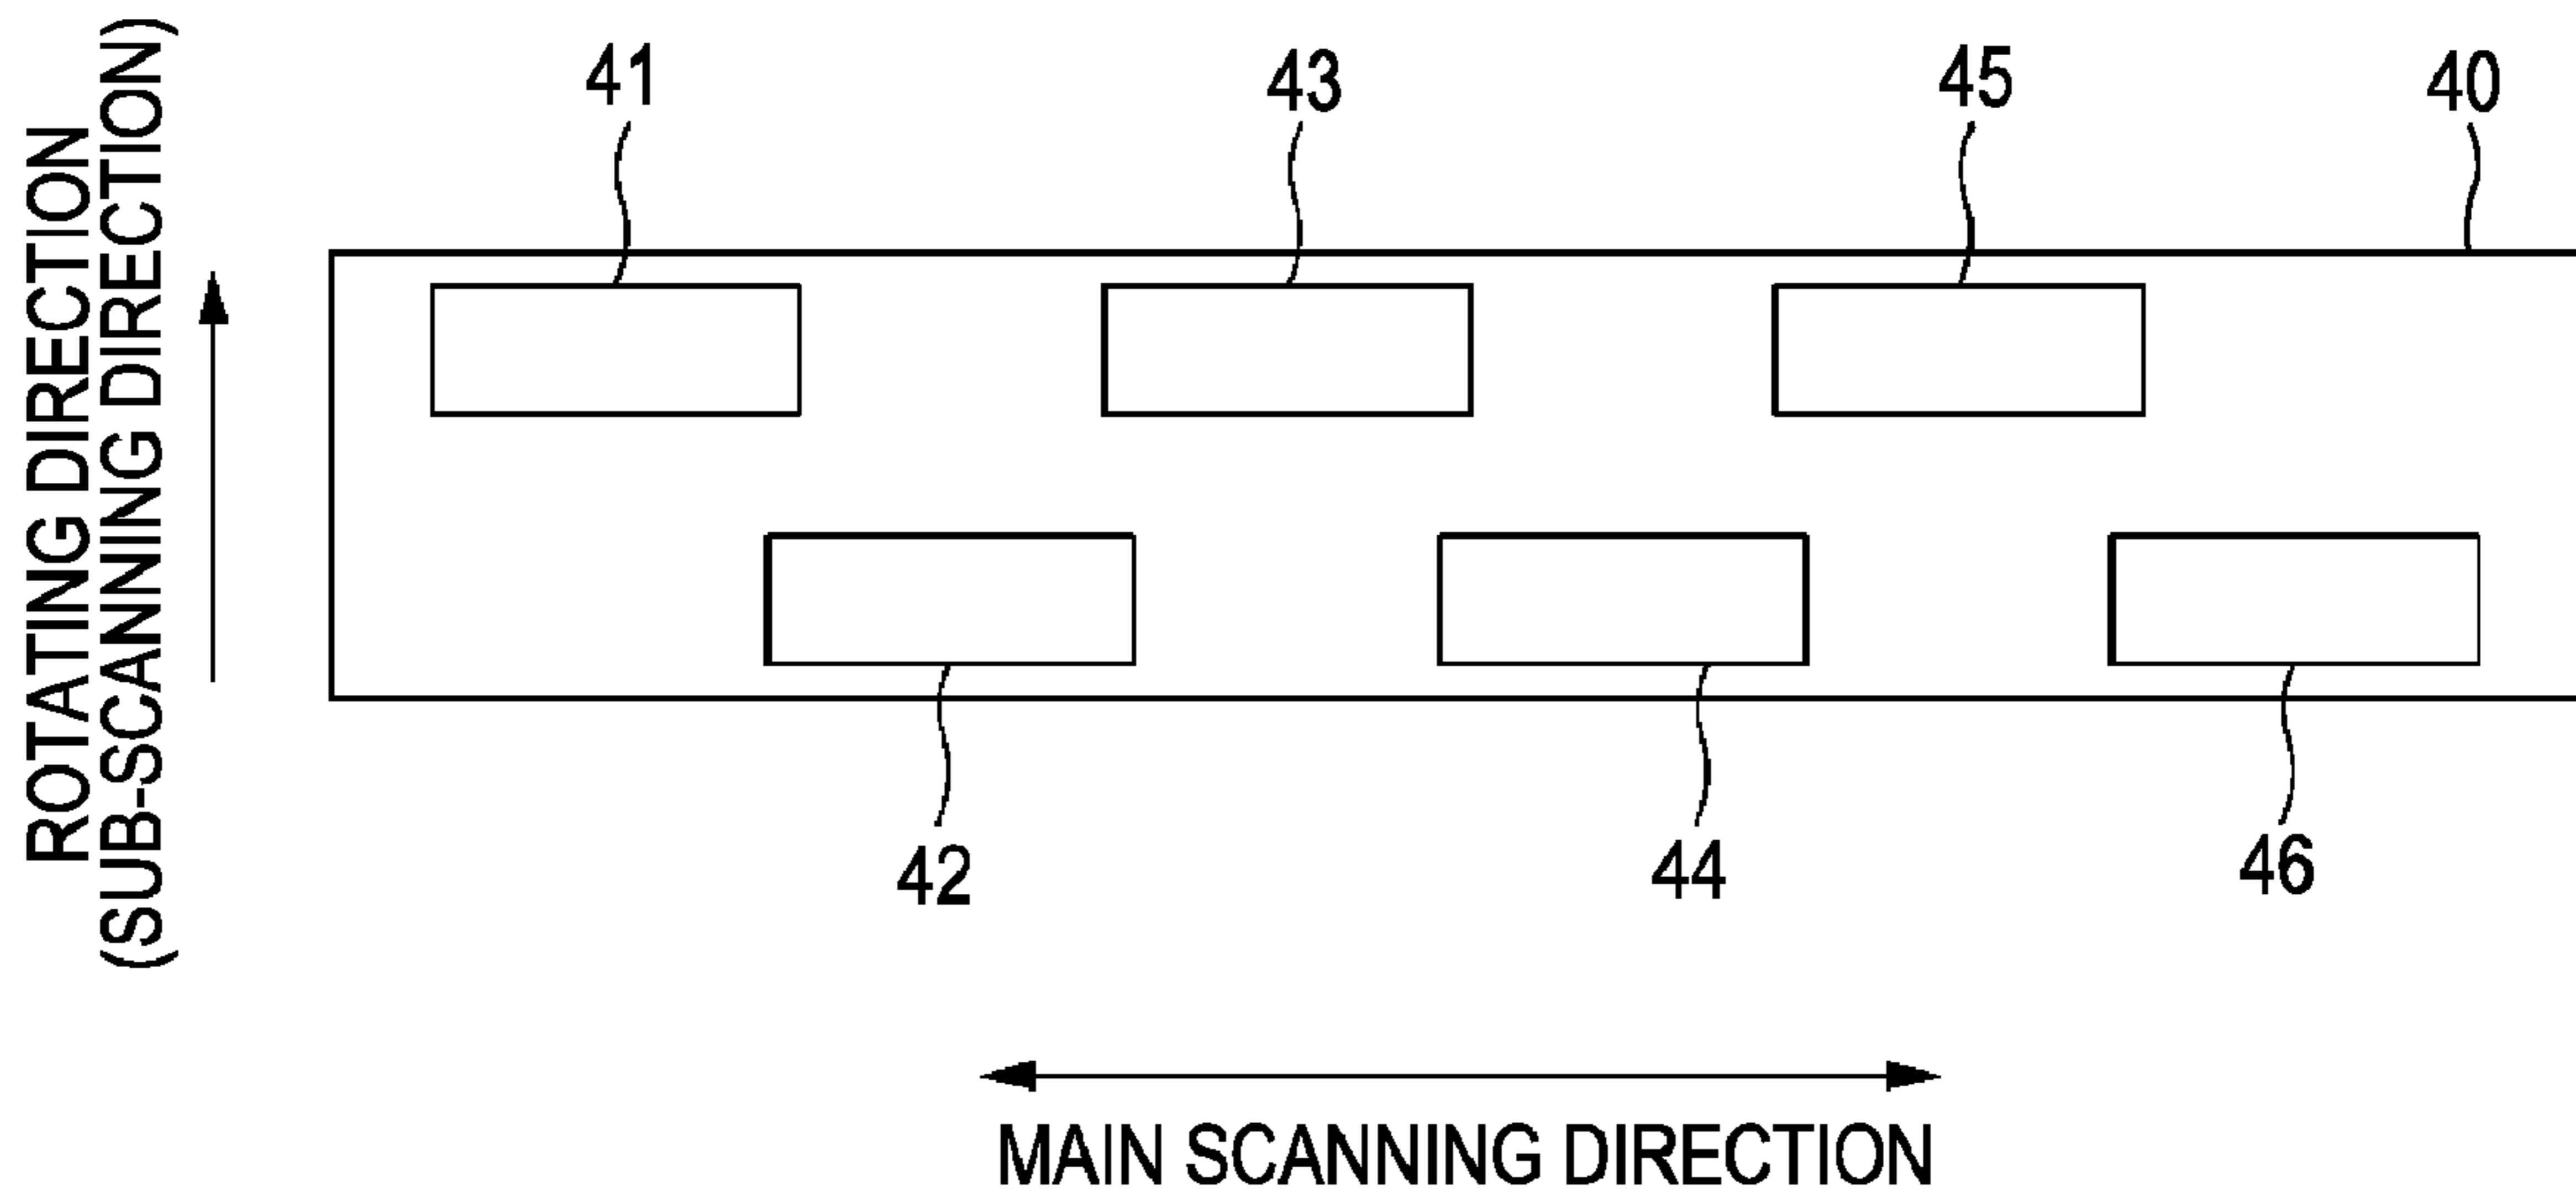 ROTATING DIRECTION
(SUB-SCANNING DIRECTION)
41
43
45
40
42
44
46
MAIN SCANNING DIRECTION